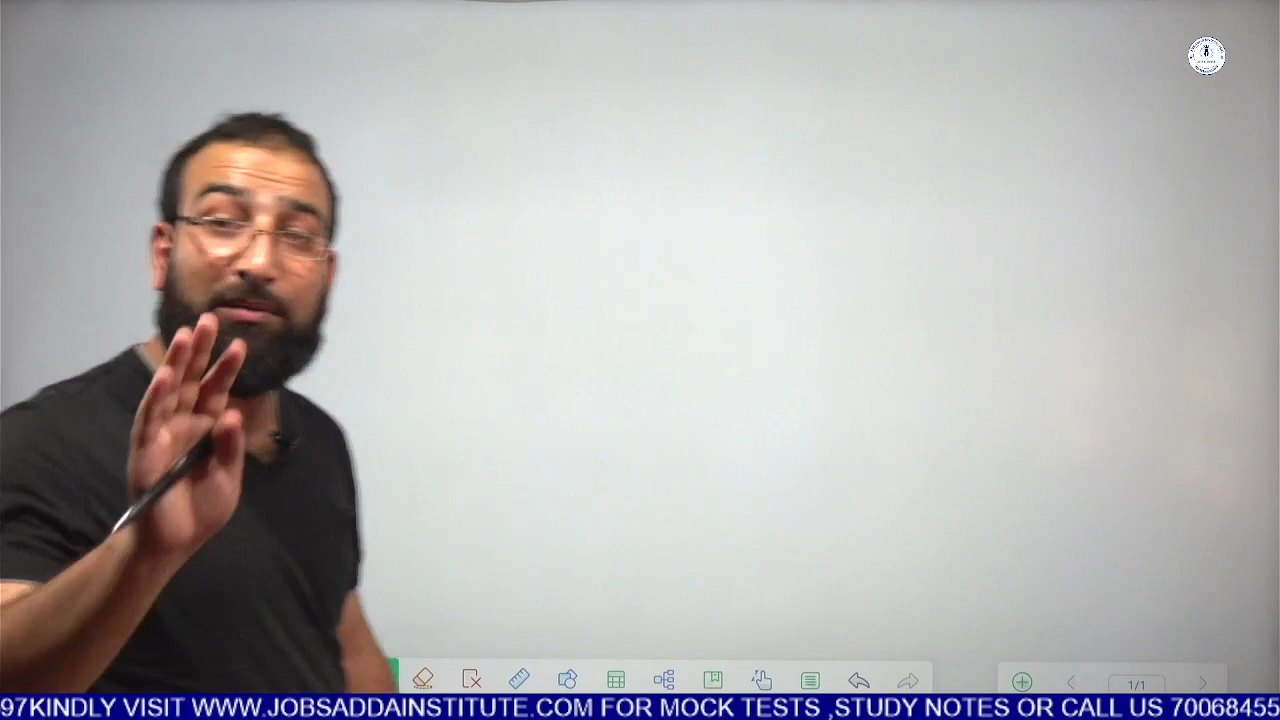 1/1
97KINDLY VISIT WWW.JOBSADDAINSTITUTE.COM FOR MOCK TESTS ,STUDY NOTES OR CALL US 70068455